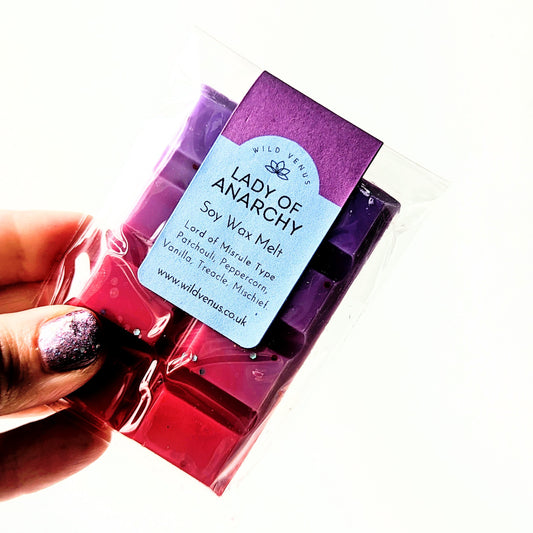 WILD VENUS
LADY OF
ANARCHY
Soy Wax Melt
Lord of Misrule Type
Patchouli, Peppercorn,
Vanilla, Treacle, Mischief
www.wildvenus.co.uk